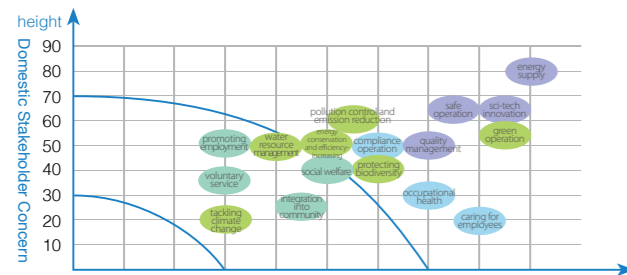 height
90
80
70
60
50
40
30
20
10
Domestic Stakeholder Concern
energy
supply
safe
operation
sci-tech
innovation
green
operation
pollution control and
emission reduction
promoting
employment
water
resource
management
energy
conservation
and efficiency
increasing
compliance
operation
quality
management
voluntary
service
social welfare
protecting
biodiversity
occupational
health
integration
into
community
tackling
climate
change
caring for
employees